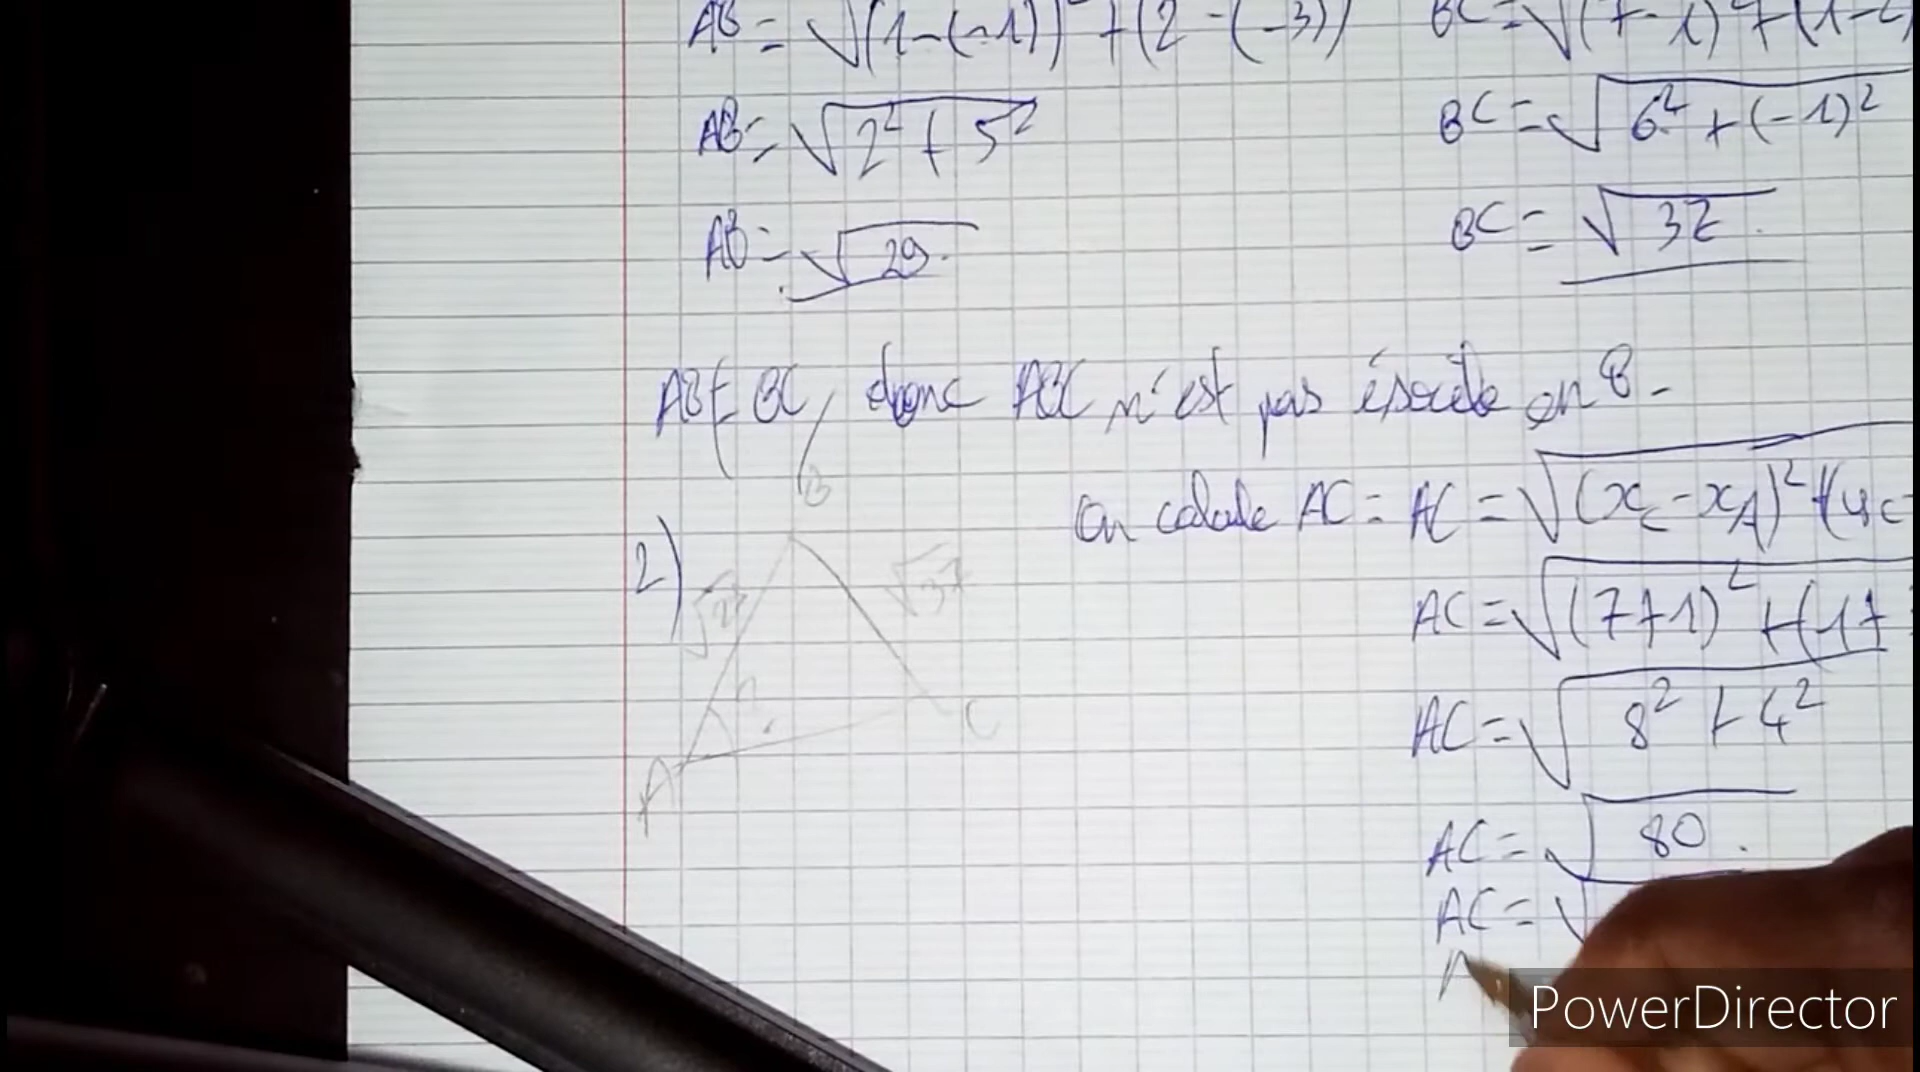 AB = √(1-(-1))² + (2-(-3)) BC = √(7-1)² + (1-2
AB = √2² + 5² BC = √6² + (-1)²
AB = √29. BC = √37.
AB ≠ BC, donc ABC n'est pas isocèle en B.
B
2) On calcule AC = AC = √(xc - xA)² + (yc -
√29 √37 AC = √(7+1)² + (1+
? C AC = √8² + 4²
A AC = √80.
AC = √
PowerDirector